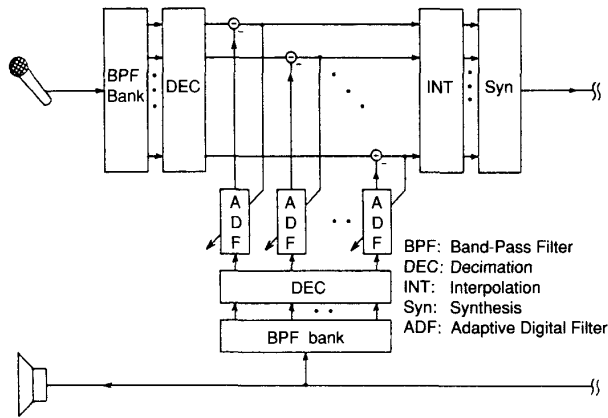 BPF
Bank
DEC
INT
Syn
A
D
F
A
D
F
A
D
F
DEC
BPF bank
BPF: Band-Pass Filter
DEC: Decimation
INT: Interpolation
Syn: Synthesis
ADF: Adaptive Digital Filter